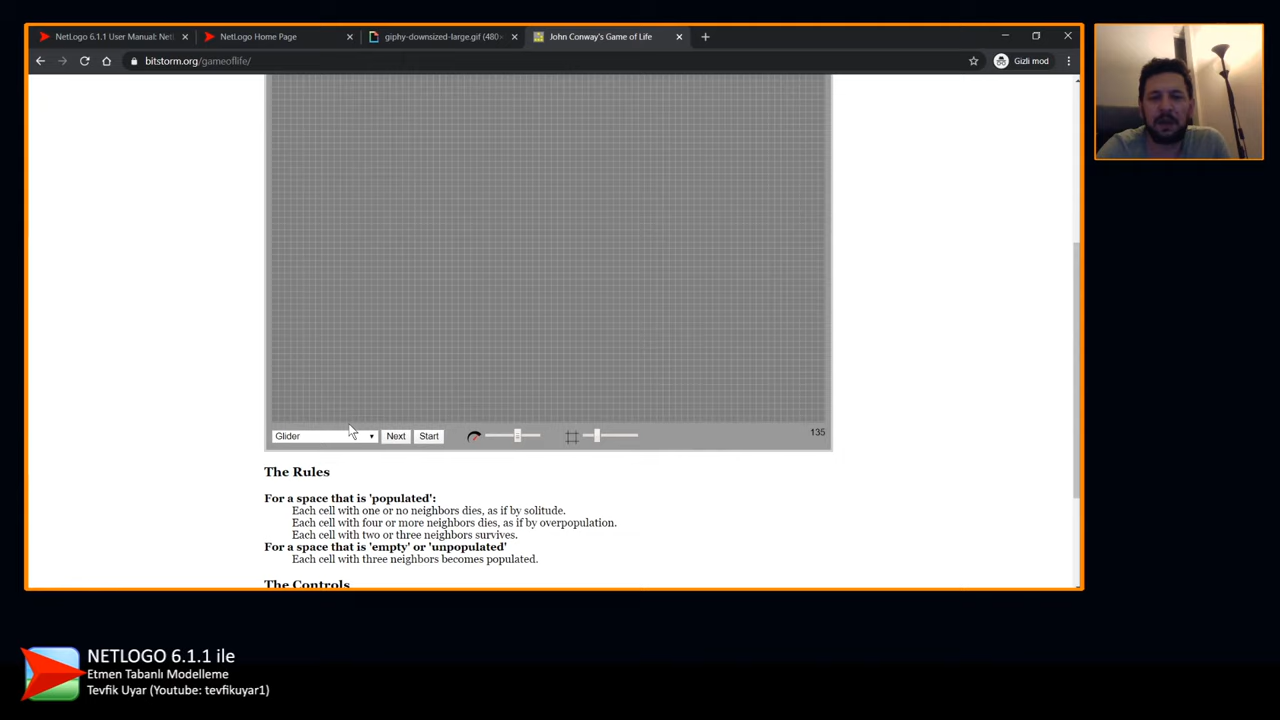 NetLogo 6.1.1 User Manual: NetL
NetLogo Home Page
giphy-downsized-large.gif (480×
John Conway's Game of Life
bitstorm.org/gameoflife/
Gizli mod
Glider
Next
Start
135
The Rules
For a space that is 'populated':
Each cell with one or no neighbors dies, as if by solitude.
Each cell with four or more neighbors dies, as if by overpopulation.
Each cell with two or three neighbors survives.
For a space that is 'empty' or 'unpopulated'
Each cell with three neighbors becomes populated.
The Controls
NETLOGO 6.1.1 ile
Etmen Tabanlı Modelleme
Tevfik Uyar (Youtube: tevfikuyar1)